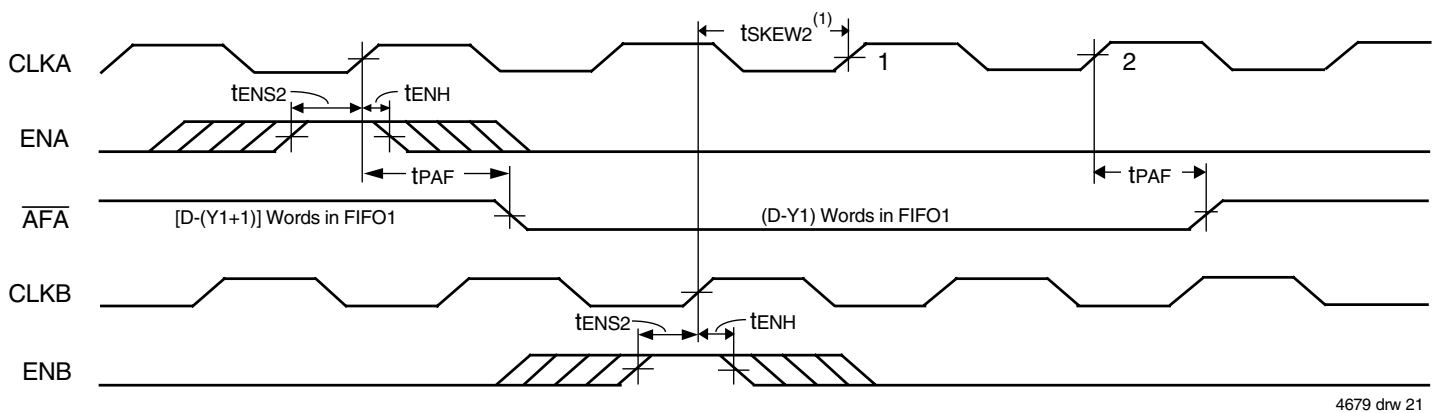 tSKEW2 (1)
CLKA
1
2
tENS2
tENH
ENA
tPAF
tPAF
AFA
[D-(Y1+1)] Words in FIFO1
(D-Y1) Words in FIFO1
CLKB
tENS2
tENH
ENB
4679 drw 21